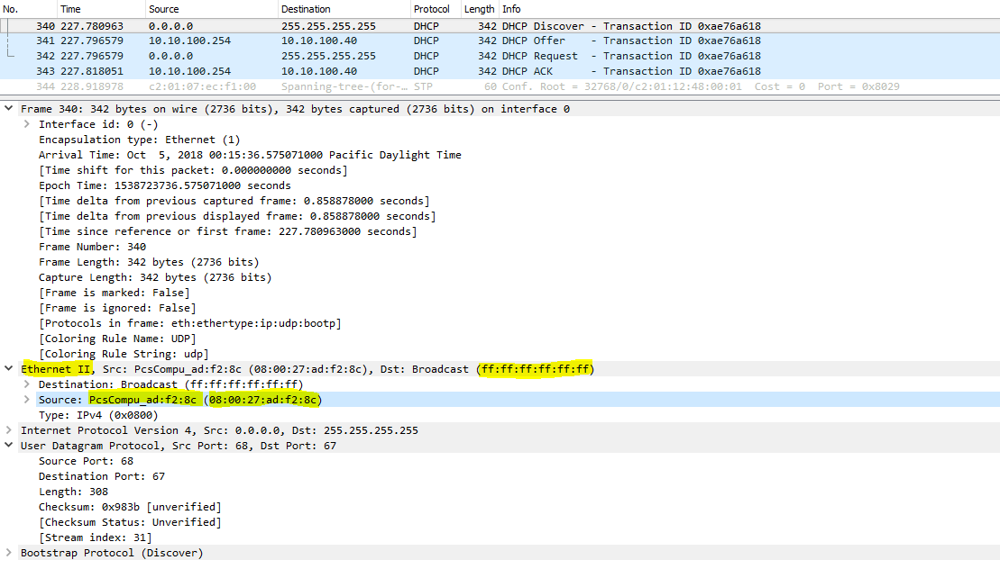 No. Time Source Destination Protocol Length Info
340 227.780963 0.0.0.0 255.255.255.255 DHCP 342 DHCP Discover - Transaction ID 0xae76a618
341 227.796579 10.10.100.254 10.10.100.40 DHCP 342 DHCP Offer - Transaction ID 0xae76a618
342 227.796579 0.0.0.0 255.255.255.255 DHCP 342 DHCP Request - Transaction ID 0xae76a618
343 227.818051 10.10.100.254 10.10.100.40 DHCP 342 DHCP ACK - Transaction ID 0xae76a618
344 228.918978 c2:01:07:ec:f1:00 Spanning-tree-(for-… STP 60 Conf. Root = 32768/0/c2:01:12:48:00:01 Cost = 0 Port = 0x8029
Frame 340: 342 bytes on wire (2736 bits), 342 bytes captured (2736 bits) on interface 0
Interface id: 0 (-)
Encapsulation type: Ethernet (1)
Arrival Time: Oct 5, 2018 00:15:36.575071000 Pacific Daylight Time
[Time shift for this packet: 0.000000000 seconds]
Epoch Time: 1538723736.575071000 seconds
[Time delta from previous captured frame: 0.858878000 seconds]
[Time delta from previous displayed frame: 0.858878000 seconds]
[Time since reference or first frame: 227.780963000 seconds]
Frame Number: 340
Frame Length: 342 bytes (2736 bits)
Capture Length: 342 bytes (2736 bits)
[Frame is marked: False]
[Frame is ignored: False]
[Protocols in frame: eth:ethertype:ip:udp:bootp]
[Coloring Rule Name: UDP]
[Coloring Rule String: udp]
Ethernet II, Src: PcsCompu_ad:f2:8c (08:00:27:ad:f2:8c), Dst: Broadcast (ff:ff:ff:ff:ff:ff)
Destination: Broadcast (ff:ff:ff:ff:ff:ff)
Source: PcsCompu_ad:f2:8c (08:00:27:ad:f2:8c)
Type: IPv4 (0x0800)
Internet Protocol Version 4, Src: 0.0.0.0, Dst: 255.255.255.255
User Datagram Protocol, Src Port: 68, Dst Port: 67
Source Port: 68
Destination Port: 67
Length: 308
Checksum: 0x983b [unverified]
[Checksum Status: Unverified]
[Stream index: 31]
Bootstrap Protocol (Discover)